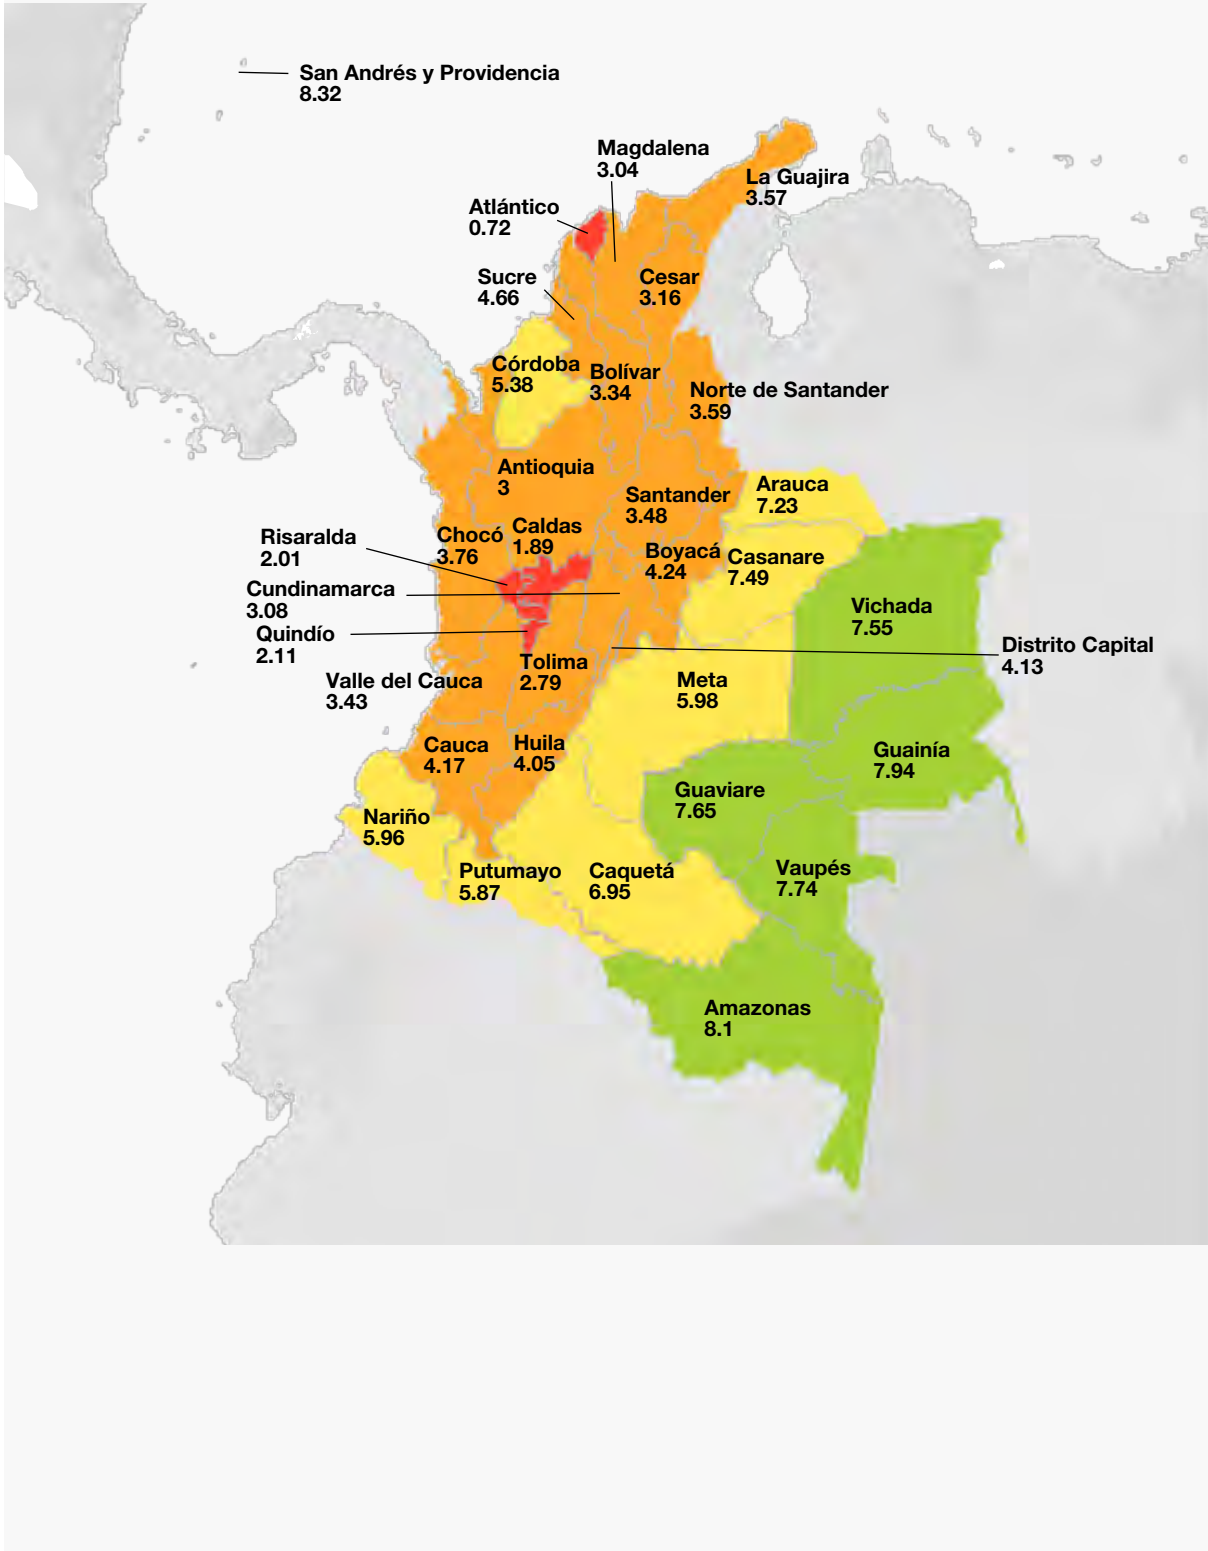 San Andrés y Providencia
8.32
Magdalena
3.04
La Guajira
3.57
Atlántico
0.72
Sucre
4.66
Cesar
3.16
Córdoba
5.38
Bolívar
3.34
Norte de Santander
3.59
Antioquia
3
Santander
3.48
Arauca
7.23
Risaralda
2.01
Chocó
3.76
Caldas
1.89
Boyacá
4.24
Casanare
7.49
Cundinamarca
3.08
Vichada
7.55
Quindío
2.11
Distrito Capital
4.13
Tolima
2.79
Valle del Cauca
3.43
Meta
5.98
Cauca
4.17
Huila
4.05
Guainía
7.94
Guaviare
7.65
Nariño
5.96
Putumayo
5.87
Caquetá
6.95
Vaupés
7.74
Amazonas
8.1